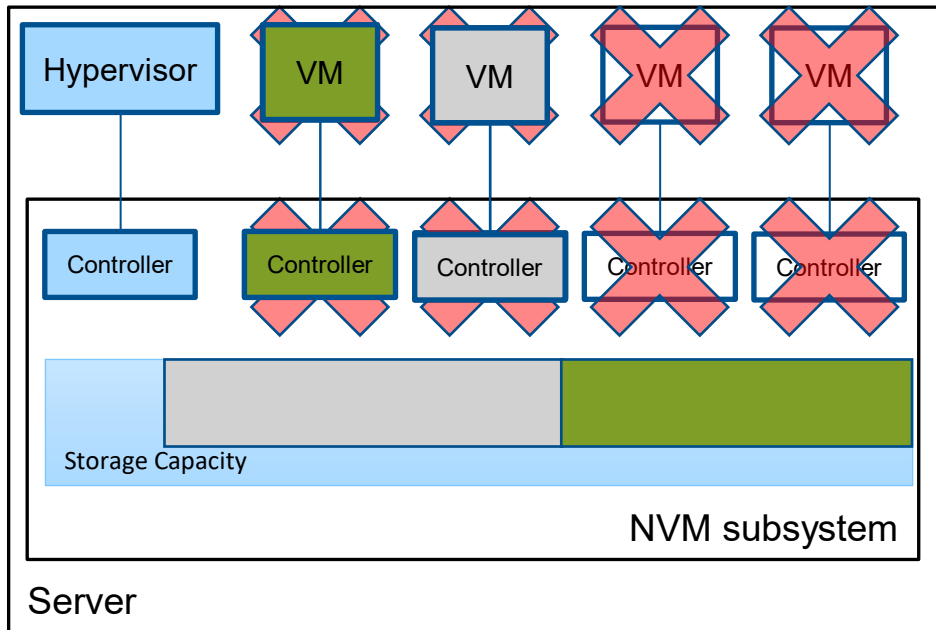 Hypervisor
VM
VM
VM
VM
Controller
Controller
Controller
Controller
Controller
Storage Capacity
NVM subsystem
Server